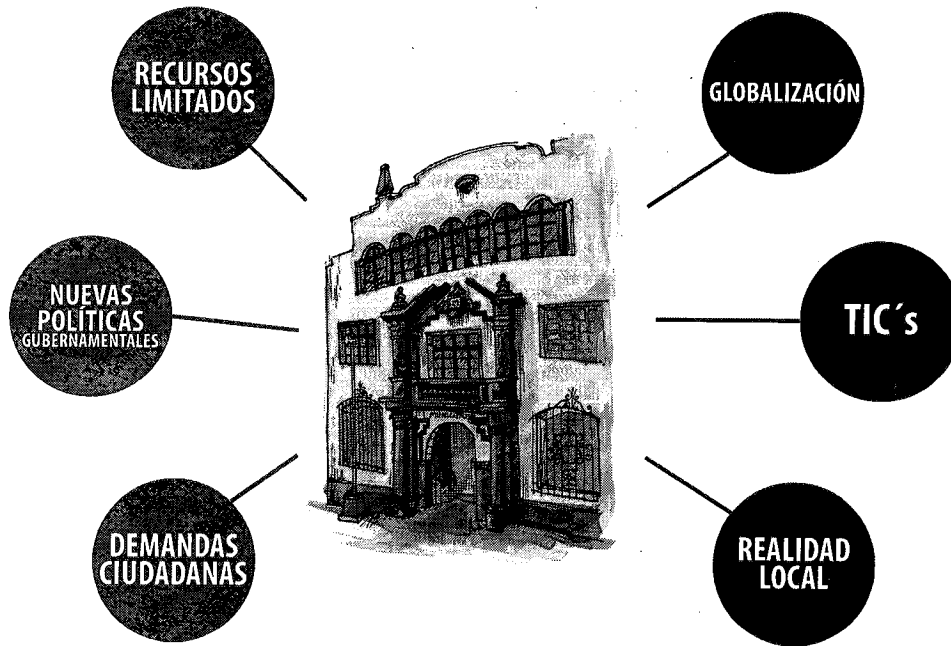 RECURSOS
LIMITADOS
GLOBALIZACIÓN
NUEVAS
POLÍTICAS
GUBERNAMENTALES
TIC´s
DEMANDAS
CIUDADANAS
REALIDAD
LOCAL